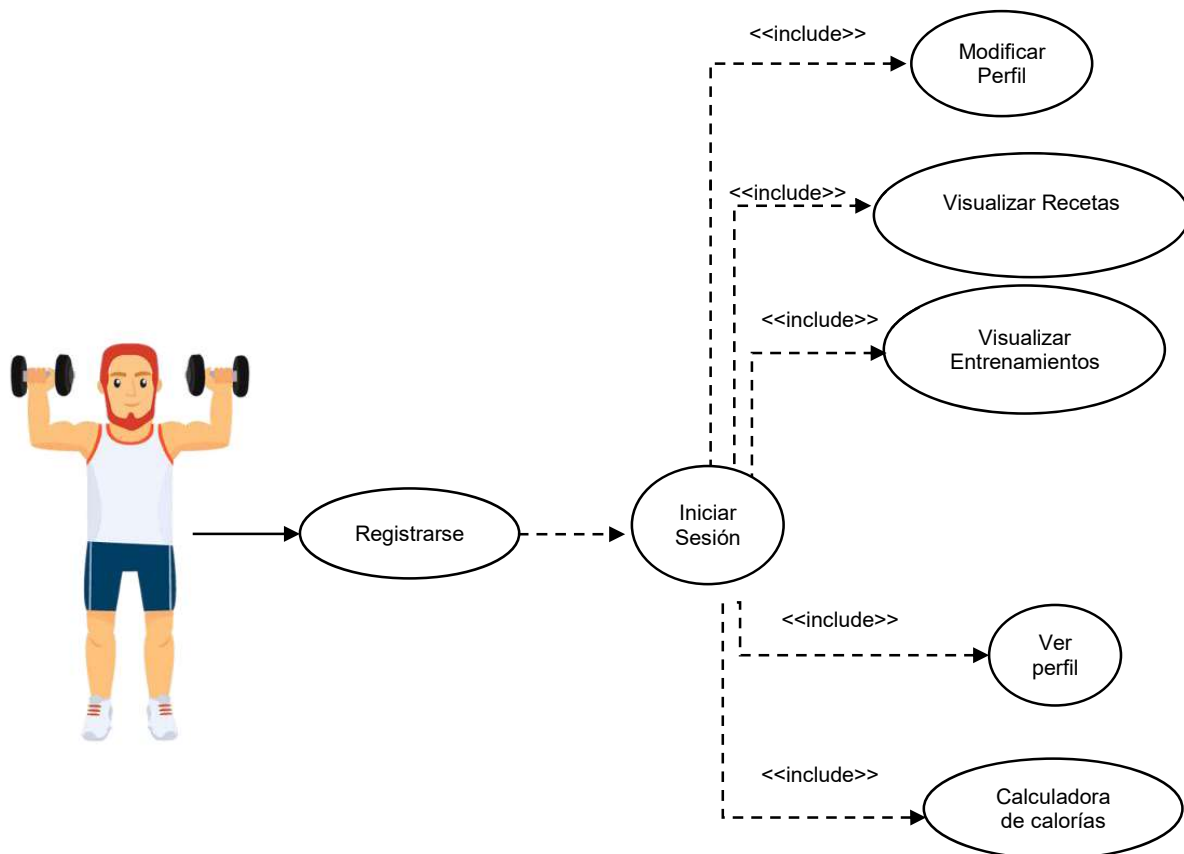 <<include>>
Modificar
Perfil
<<include>>
Visualizar Recetas
<<include>>
Visualizar
Entrenamientos
Registrarse
Iniciar
Sesión
<<include>>
Ver
perfil
<<include>>
Calculadora
de calorías